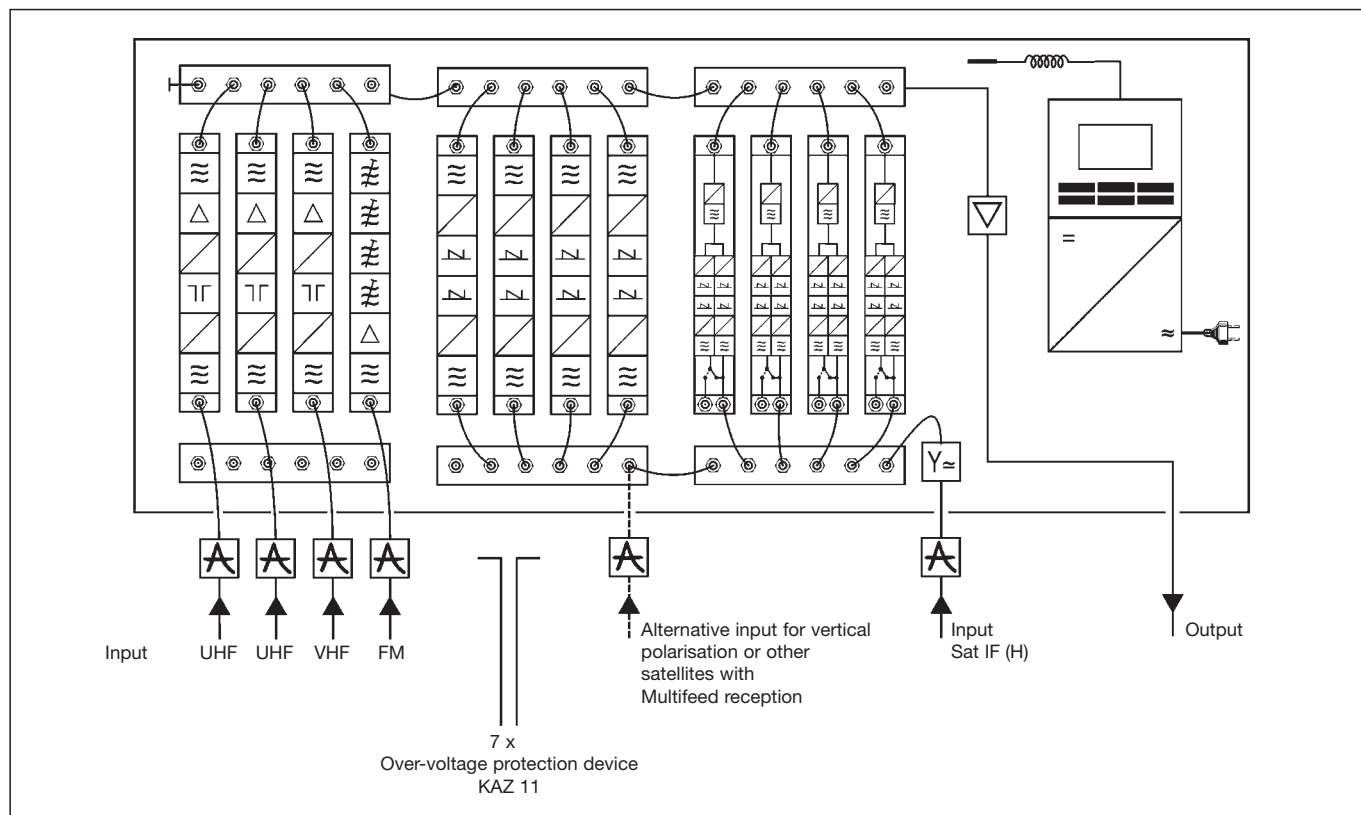 Input
UHF
UHF
VHF
FM
Alternative input for vertical
polarisation or other
satellites with
Multifeed reception
Input
Sat IF (H)
Output
7 x
Over-voltage protection device
KAZ 11